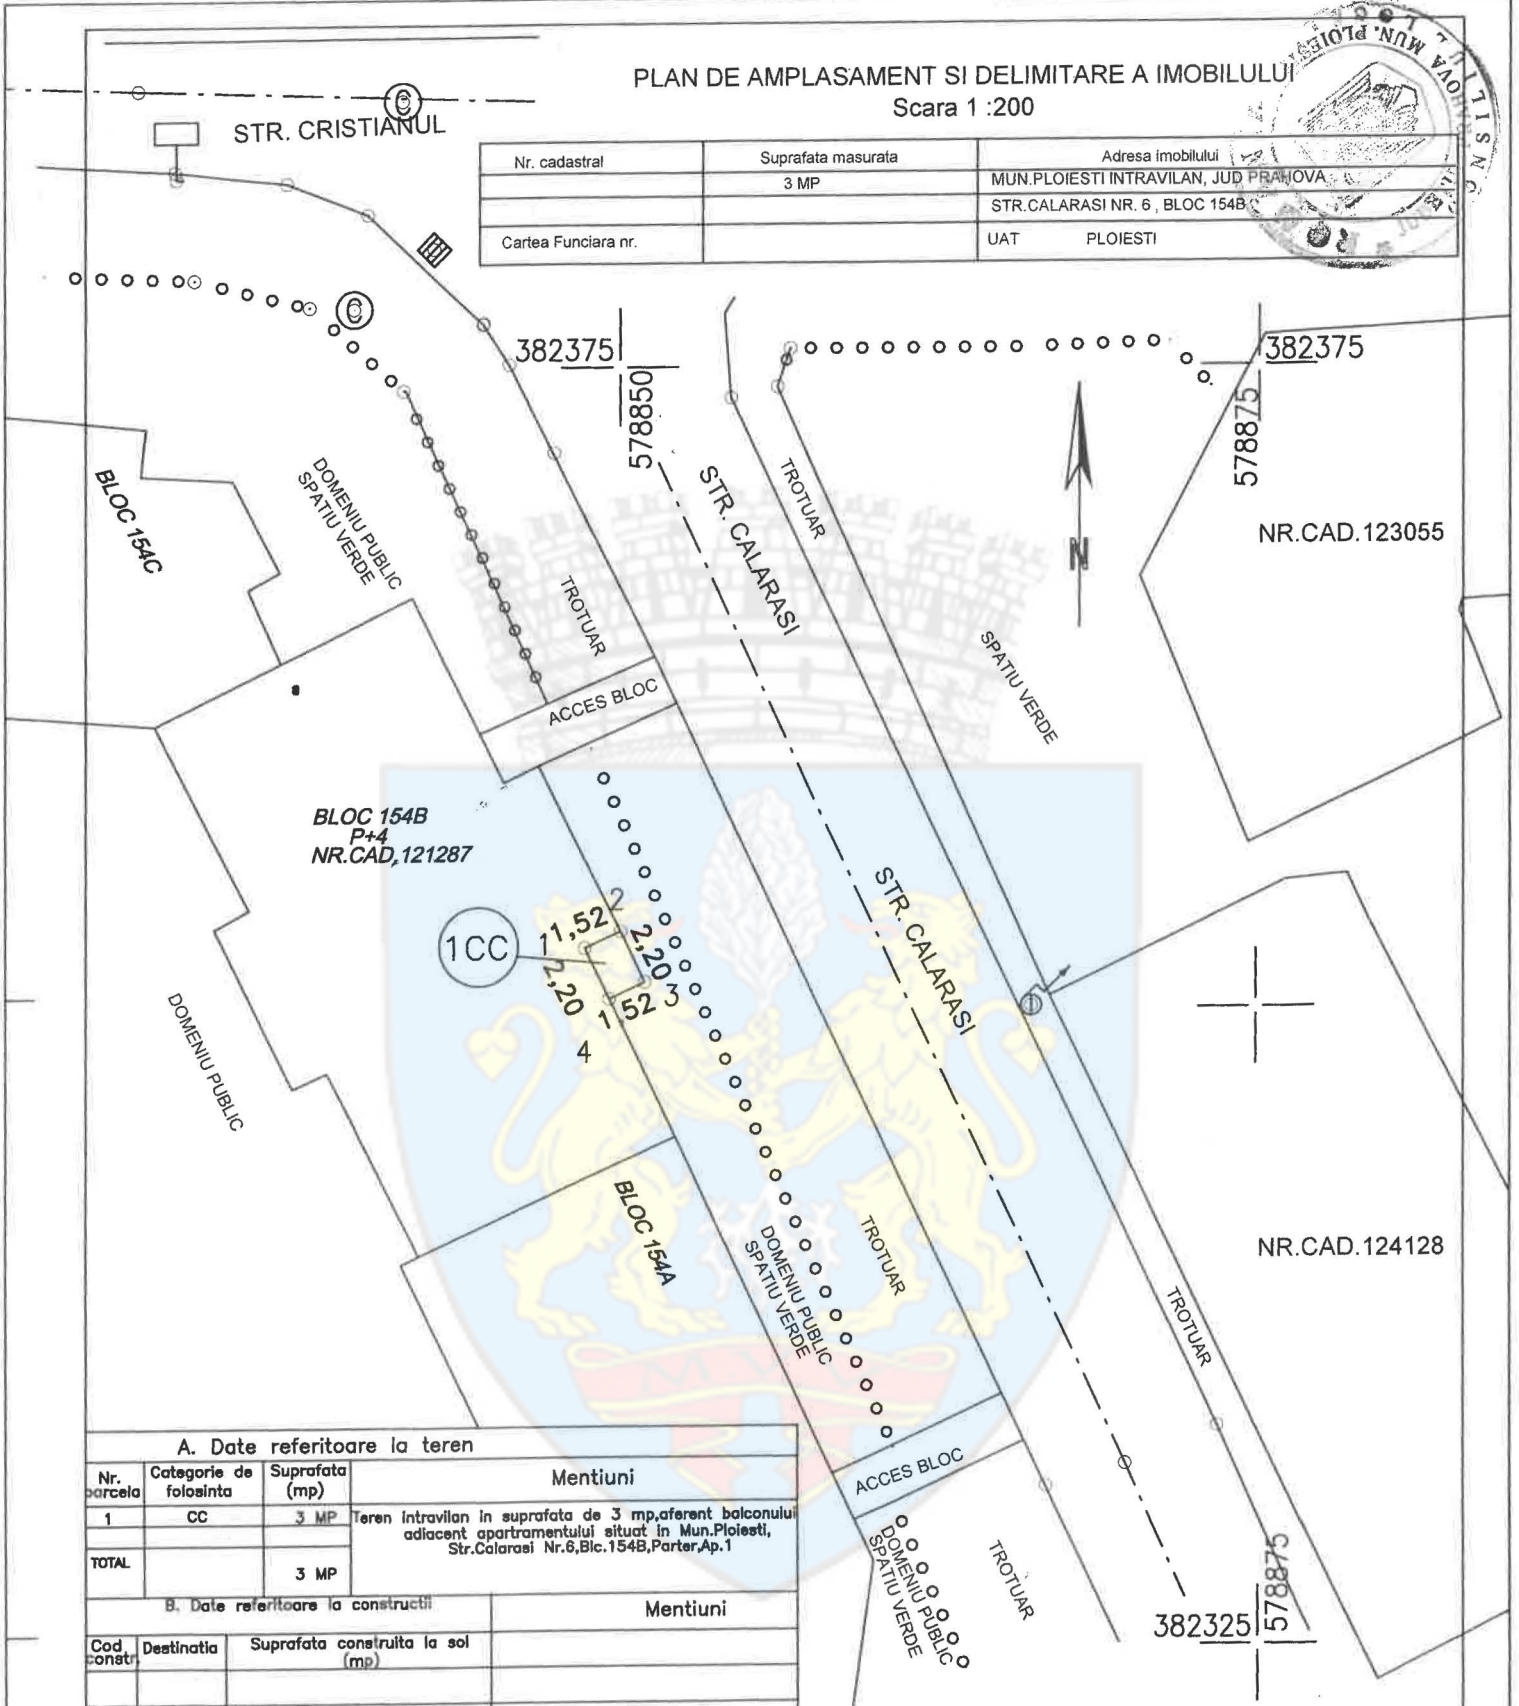 PLAN DE AMPLASAMENT SI DELIMITARE A IMOBILULUI
Scara 1 :200
STR. CRISTIANUL
Nr. cadastral
Suprafata masurata
Adresa imobilului
3 MP
MUN.PLOIESTI INTRAVILAN, JUD PRAHOVA
STR.CALARASI NR. 6 , BLOC 154B
Cartea Funciara nr.
UAT PLOIESTI
MUN. PLOIESTI
382375
578850
382375
578875
BLOC 154C
DOMENIU PUBLIC
SPATIU VERDE
TROTUAR
STR. CALARASI
TROTUAR
N
NR.CAD.123055
SPATIU VERDE
ACCES BLOC
BLOC 154B
P+4
NR.CAD,121287
1CC
1
1,52
2
2,20
3
2,20
1,52
4
STR. CALARASI
DOMENIU PUBLIC
BLOC 154A
DOMENIU PUBLIC
SPATIU VERDE
TROTUAR
NR.CAD.124128
TROTUAR
ACCES BLOC
DOMENIU PUBLIC
SPATIU VERDE
TROTUAR
382325
578875
A. Date referitoare la teren
Nr.
parcela
Categorie de
folosinta
Suprafata
(mp)
Mentiuni
1
CC
3 MP
Teren intravilan in suprafata de 3 mp,aferent balconului
adiacent apartramentului situat in Mun.Ploiesti,
Str.Calarasi Nr.6,Blc.154B,Parter,Ap.1
TOTAL
3 MP
B. Date referitoare la constructii
Mentiuni
Cod
constr.
Destinatia
Suprafata construita la sol
(mp)